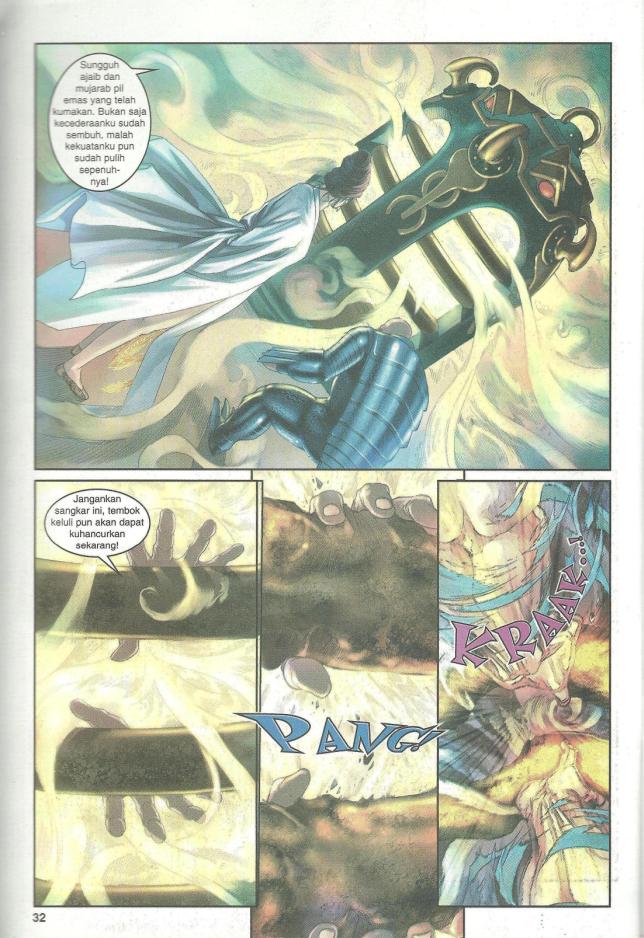 Sungguh
ajaib dan
mujarab pil
emas yang telah
kumakan. Bukan saja
kecederaanku sudah
sembuh, malah
kekuatanku pun
sudah pulih
sepenuh-
nya!
Jangankan
sangkar ini, tembok
keluli pun akan dapat
kuhancurkan
sekarang!
PANG!
KRAAK...!
32